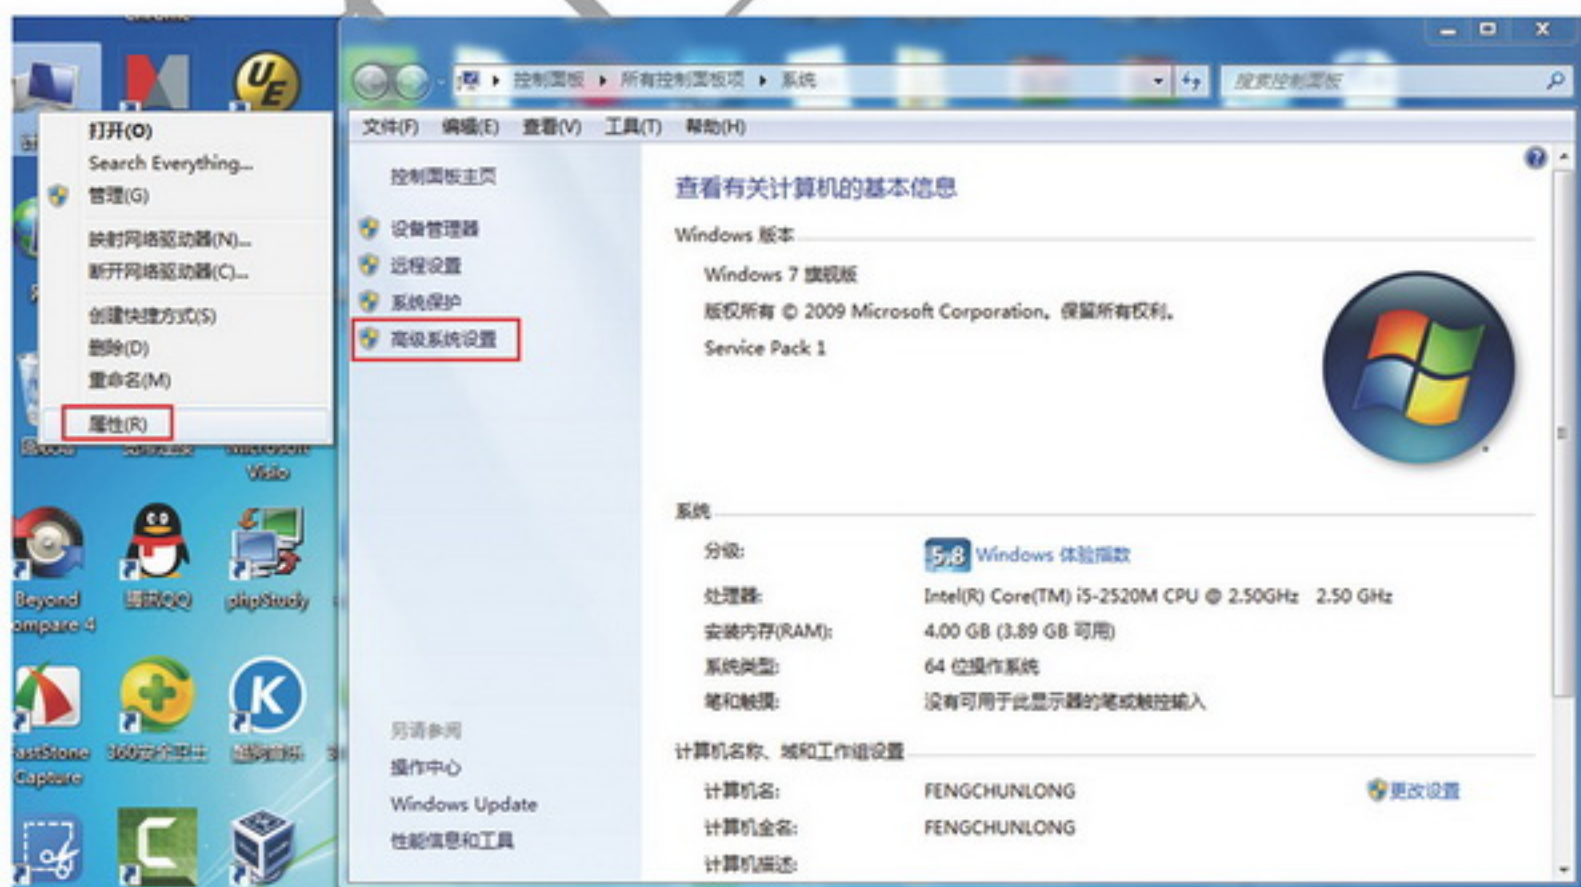 打开(O)
Search Everything...
管理(G)
映射网络驱动器(N)...
断开网络驱动器(C)...
创建快捷方式(S)
删除(D)
重命名(M)
属性(R)
Microsoft
Visio
Beyond
ompare 4
腾讯QQ
phpStudy
astStone
Capture
360安全卫士
酷狗音乐
控制面板 ▸ 所有控制面板项 ▸ 系统
搜索控制面板
文件(F) 编辑(E) 查看(V) 工具(T) 帮助(H)
控制面板主页
设备管理器
远程设置
系统保护
高级系统设置
另请参阅
操作中心
Windows Update
性能信息和工具
查看有关计算机的基本信息
Windows 版本
Windows 7 旗舰版
版权所有 © 2009 Microsoft Corporation。保留所有权利。
Service Pack 1
系统
分级:
5.8 Windows 体验指数
处理器:
Intel(R) Core(TM) i5-2520M CPU @ 2.50GHz 2.50 GHz
安装内存(RAM):
4.00 GB (3.89 GB 可用)
系统类型:
64 位操作系统
笔和触摸:
没有可用于此显示器的笔或触控输入
计算机名称、域和工作组设置
计算机名:
FENGCHUNLONG
更改设置
计算机全名:
FENGCHUNLONG
计算机描述: